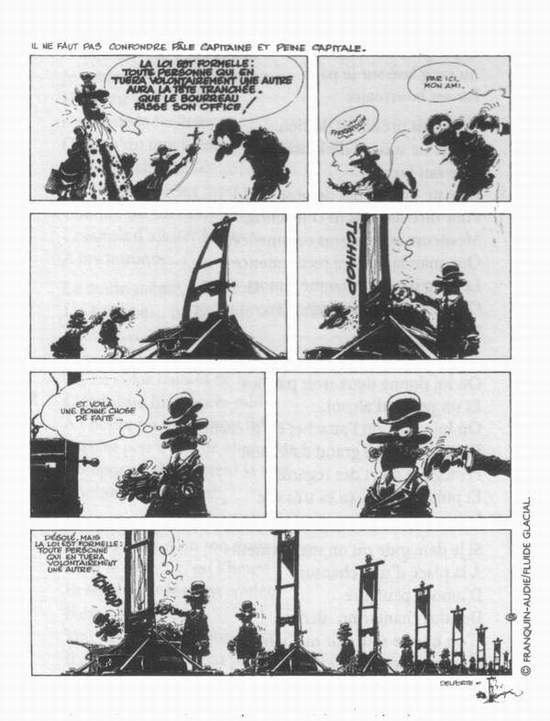 IL NE FAUT PAS CONFONDRE PÂLE CAPITAINE ET PEINE CAPITALE.
LA LOI EST FORMELLE:
TOUTE PERSONNE QUI EN
TUERA VOLONTAIREMENT UNE AUTRE
AURA LA TÊTE TRANCHÉE.
QUE LE BOURREAU
FASSE SON OFFICE!
PAR ICI,
MON AMI.
TCHHOP
ET VOILÀ
UNE BONNE CHOSE
DE FAITE...
DÉSOLÉ, MAIS
LA LOI EST FORMELLE:
TOUTE PERSONNE
QUI EN TUERA
VOLONTAIREMENT
UNE AUTRE...
DELPORTE
© FRANQUIN-AUDIE/FLUIDE GLACIAL.